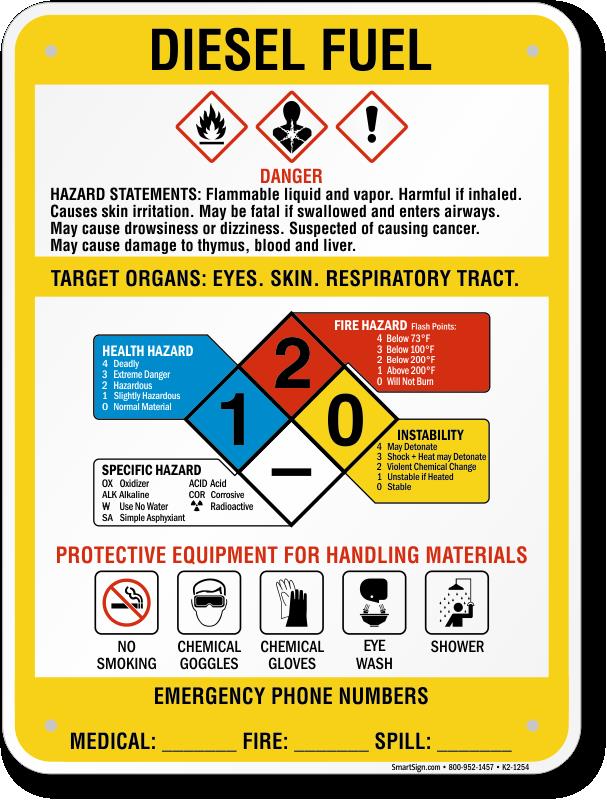 DIESEL FUEL
DANGER
HAZARD STATEMENTS: Flammable liquid and vapor. Harmful if inhaled.
Causes skin irritation. May be fatal if swallowed and enters airways.
May cause drowsiness or dizziness. Suspected of causing cancer.
May cause damage to thymus, blood and liver.
TARGET ORGANS: EYES. SKIN. RESPIRATORY TRACT.
HEALTH HAZARD
4 Deadly
3 Extreme Danger
2 Hazardous
1 Slightly Hazardous
0 Normal Material
FIRE HAZARD Flash Points:
4 Below 73°F
3 Below 100°F
2 Below 200°F
1 Above 200°F
0 Will Not Burn
2
1
0
–
SPECIFIC HAZARD
OX Oxidizer ACID Acid
ALK Alkaline COR Corrosive
W Use No Water Radioactive
SA Simple Asphyxiant
INSTABILITY
4 May Detonate
3 Shock + Heat may Detonate
2 Violent Chemical Change
1 Unstable if Heated
0 Stable
PROTECTIVE EQUIPMENT FOR HANDLING MATERIALS
NO
SMOKING
CHEMICAL
GOGGLES
CHEMICAL
GLOVES
EYE
WASH
SHOWER
EMERGENCY PHONE NUMBERS
MEDICAL: _______ FIRE: _______ SPILL: _______
SmartSign.com • 800-952-1457 • K2-1254